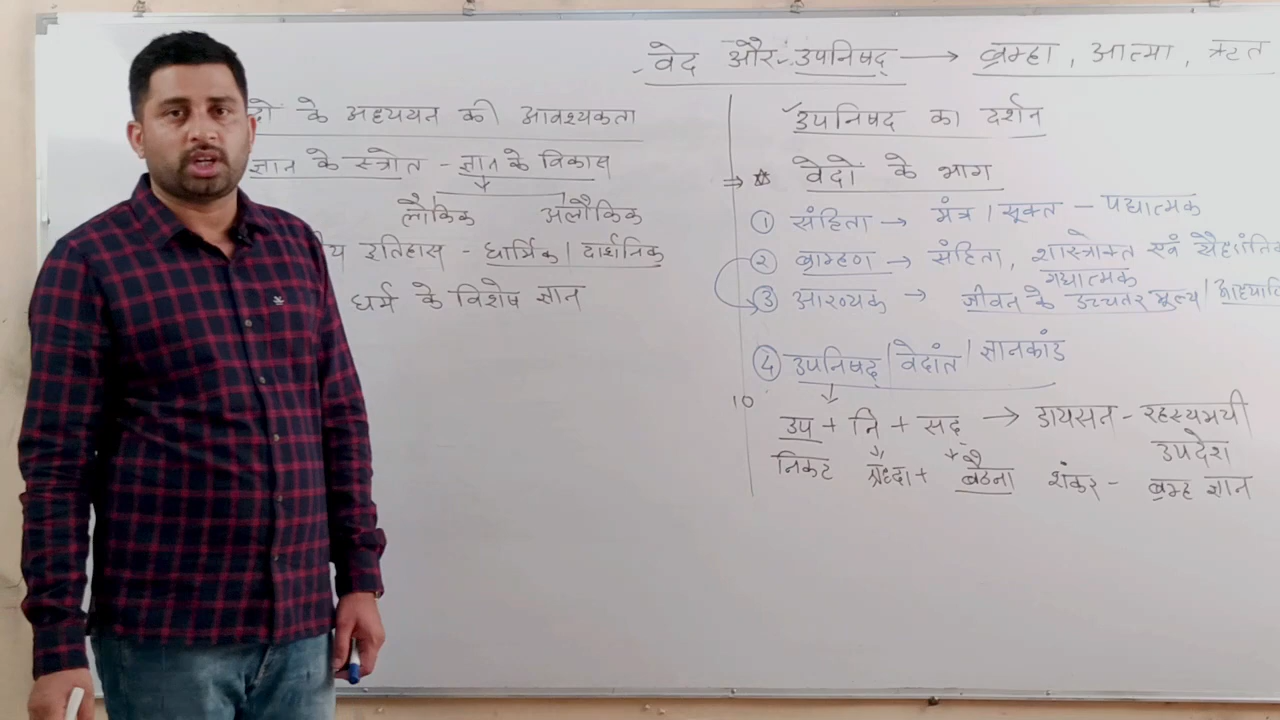 वेद और उपनिषद् → ब्रम्हा, आत्मा, ऋत
दों के अध्ययन की आवश्यकता
ज्ञान के स्त्रोत - ज्ञान के विकास
लौकिक अलौकिक
य इतिहास - धार्मिक / दार्शनिक
धर्म के विशेष ज्ञान
उपनिषद का दर्शन
⇒ ☆ वेदों के भाग
① संहिता → मंत्र / सूक्त - पद्यात्मक
② ब्राम्हण → संहिता, शास्त्रोक्त एवं सैद्धांतिक
गद्यात्मक
③ आरण्यक → जीवन के उच्चतर मूल्य /
④ उपनिषद् / वेदांत / ज्ञानकांड
10
उप + नि + सद् → डायसन - रहस्यमयी
उपदेश
निकट श्रध्दा + बैठना शंकर - ब्रम्ह ज्ञान